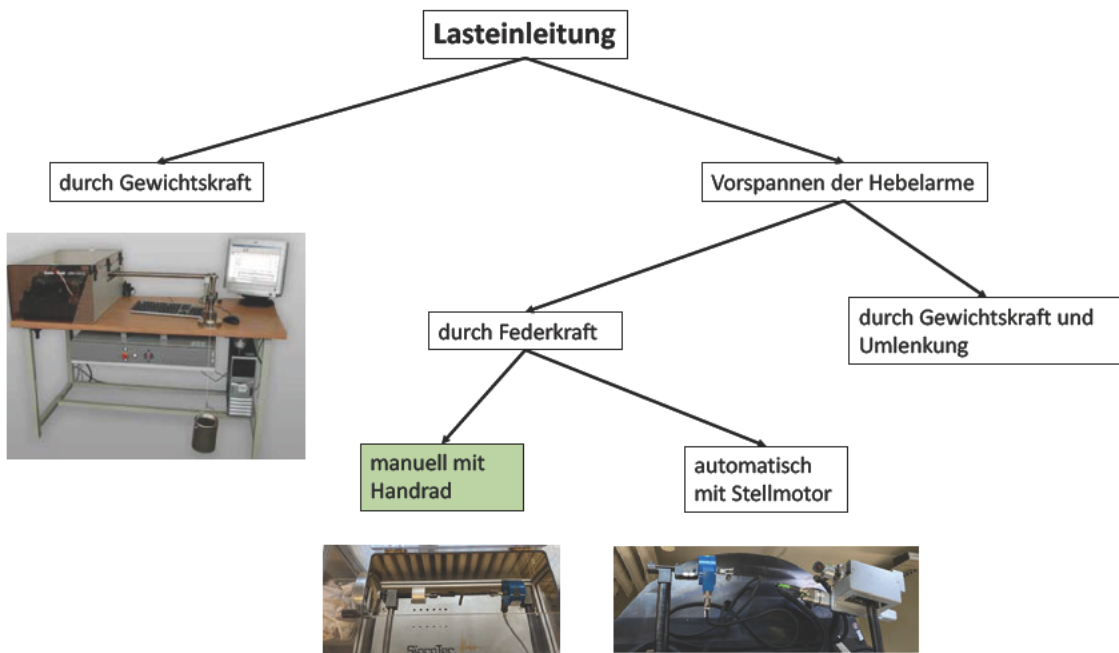 Lasteinleitung
durch Gewichtskraft
Vorspannen der Hebelarme
durch Federkraft
durch Gewichtskraft und
Umlenkung
manuell mit
Handrad
automatisch
mit Stellmotor